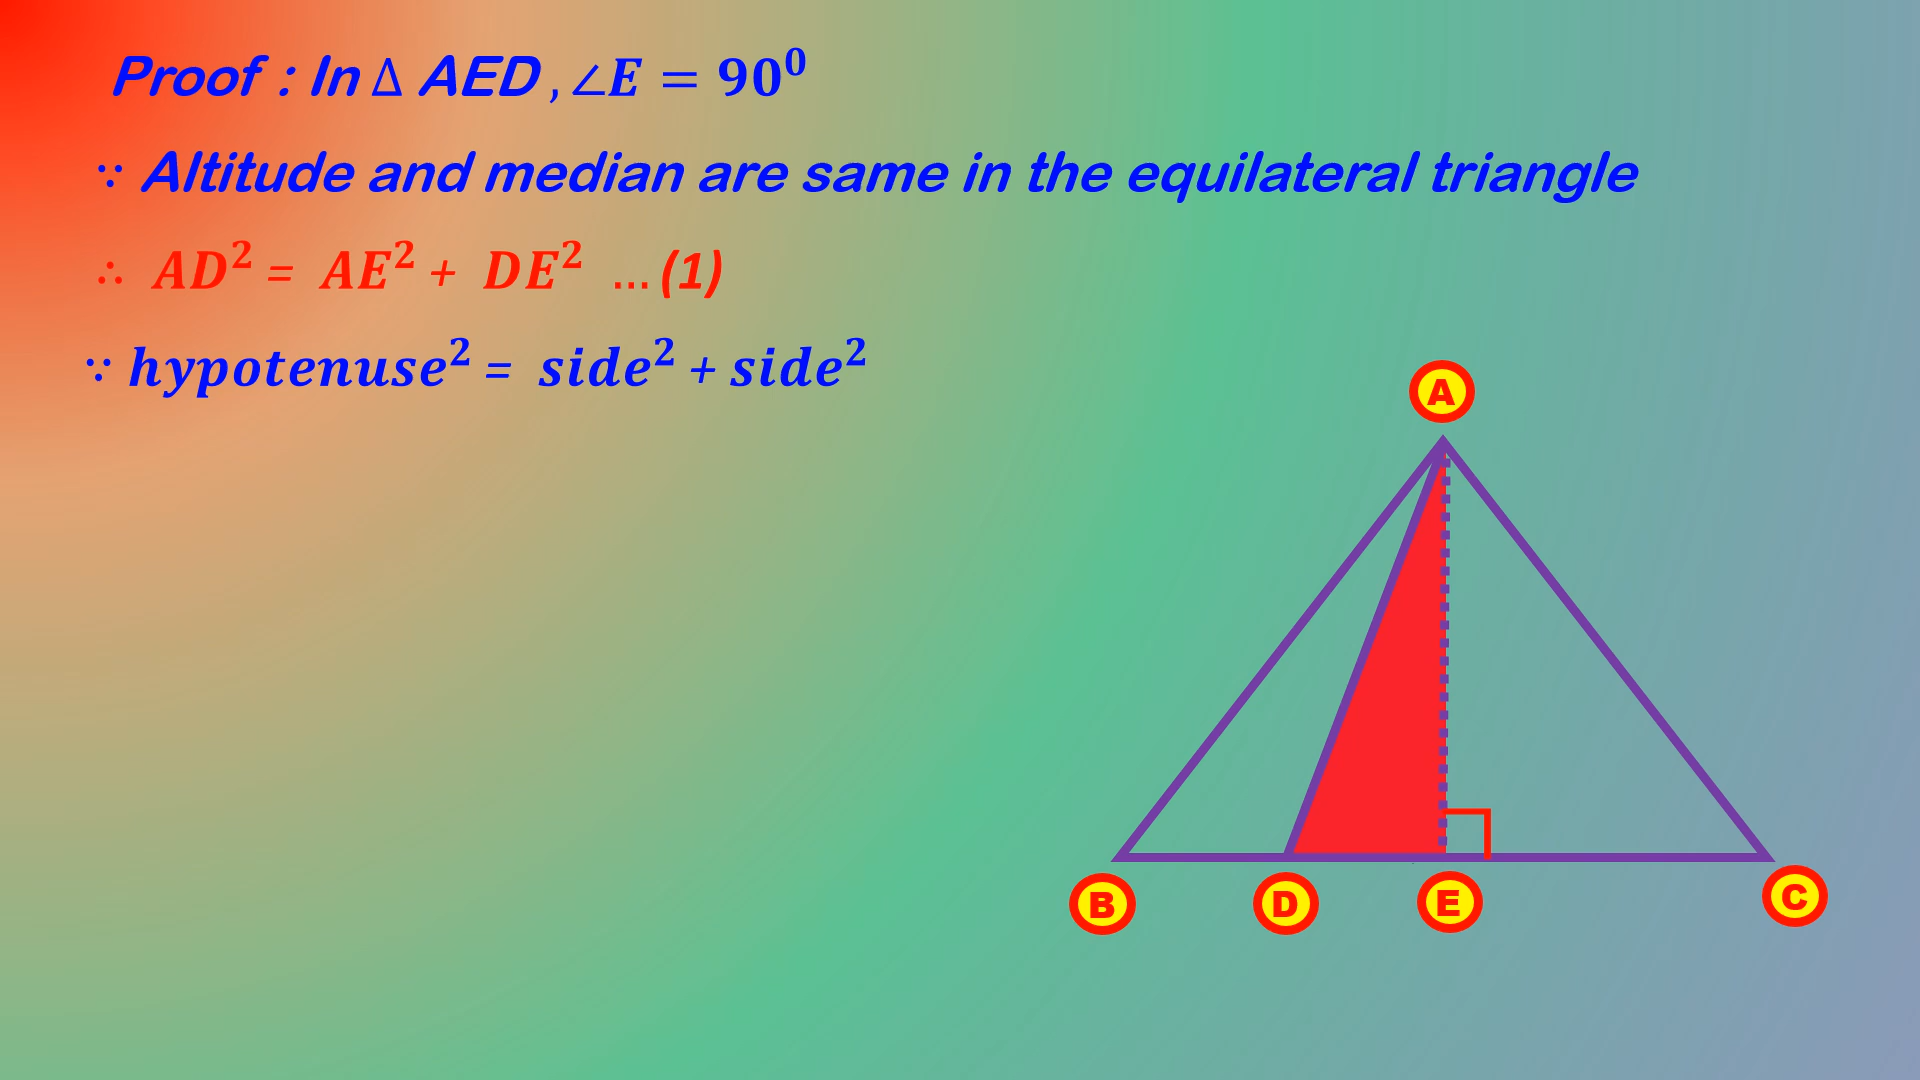 Proof : In Δ AED , ∠E = 90⁰
∵ Altitude and median are same in the equilateral triangle
∴ AD² = AE² + DE² ... (1)
∵ hypotenuse² = side² + side²
A
B
D
E
C